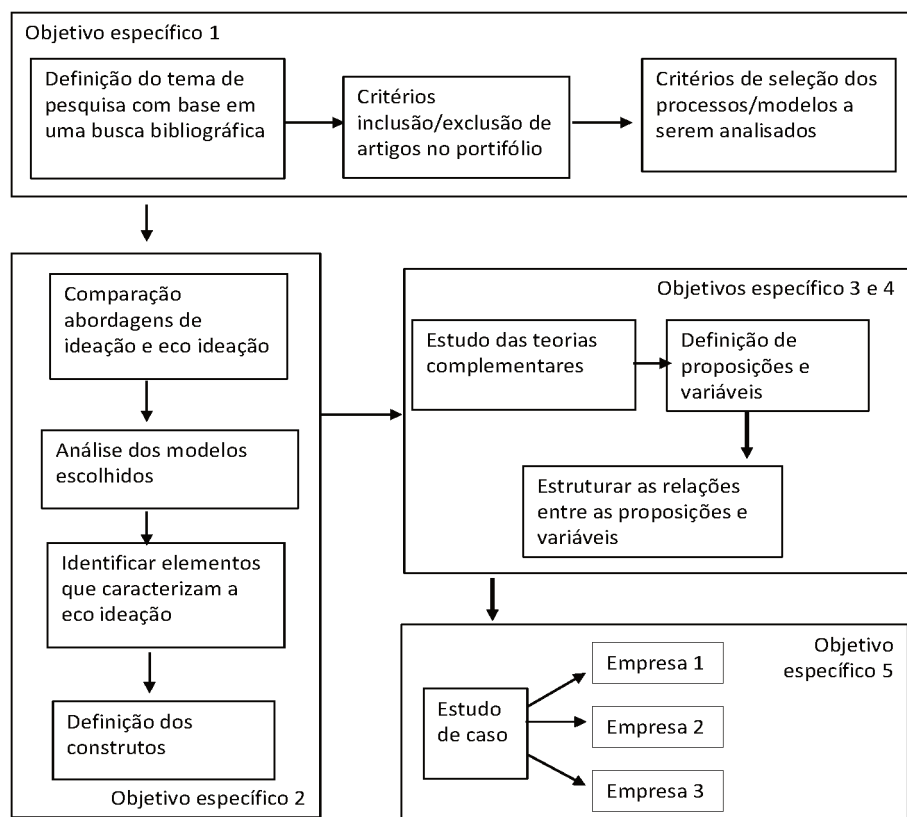 Objetivo específico 1
Definição do tema de
pesquisa com base em
uma busca bibliográfica
Critérios
inclusão/exclusão de
artigos no portifólio
Critérios de seleção dos
processos/modelos a
serem analisados
Comparação
abordagens de
ideação e eco ideação
Análise dos modelos
escolhidos
Identificar elementos
que caracterizam a
eco ideação
Definição dos
construtos
Objetivo específico 2
Objetivos específico 3 e 4
Estudo das teorias
complementares
Definição de
proposições e
variáveis
Estruturar as relações
entre as proposições e
variáveis
Objetivo
específico 5
Estudo
de caso
Empresa 1
Empresa 2
Empresa 3